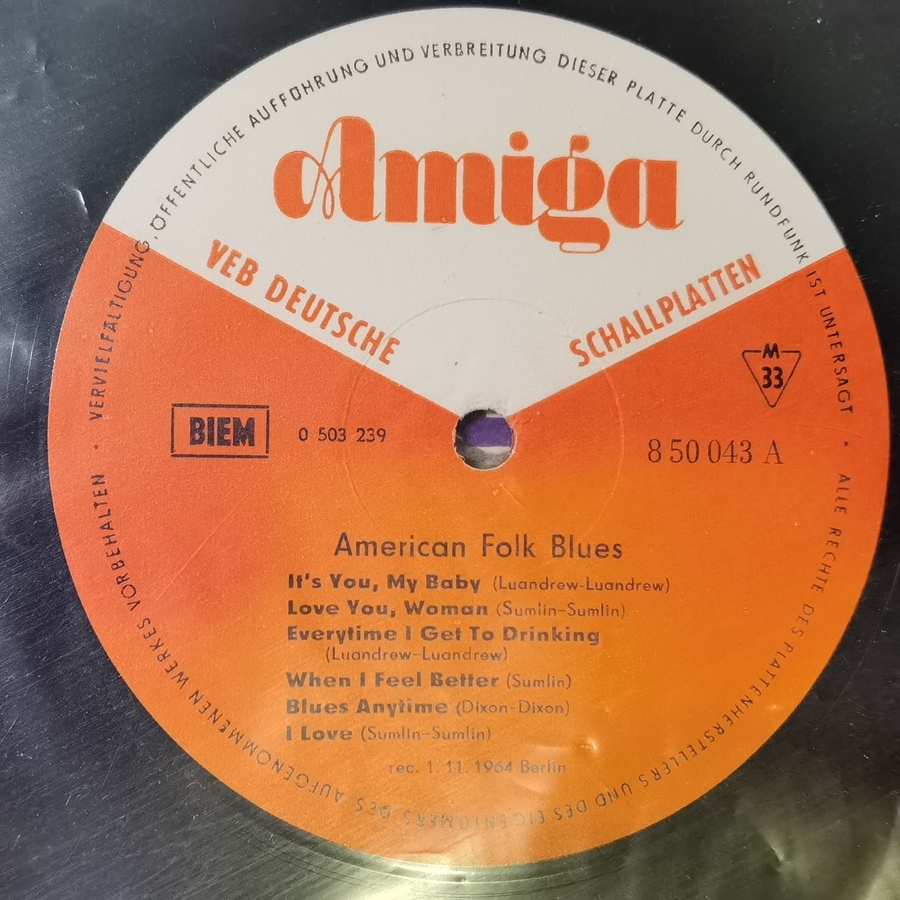 Amiga
VEB DEUTSCHE SCHALLPLATTEN
M
33
BIEM
0 503 239
8 50 043 A
American Folk Blues
It's You, My Baby (Luandrew-Luandrew)
Love You, Woman (Sumlin-Sumlin)
Everytime I Get To Drinking
(Luandrew-Luandrew)
When I Feel Better (Sumlin)
Blues Anytime (Dixon-Dixon)
I Love (Sumlin-Sumlin)
rec. 1. 11. 1964 Berlin
ALLE RECHTE DES PLATTENHERSTELLERS UND DES EIGENTÜMERS DES AUFGENOMMENEN WERKES VORBEHALTEN · VERVIELFÄLTIGUNG, ÖFFENTLICHE AUFFÜHRUNG UND VERBREITUNG DIESER PLATTE DURCH RUNDFUNK IST UNTERSAGT ·